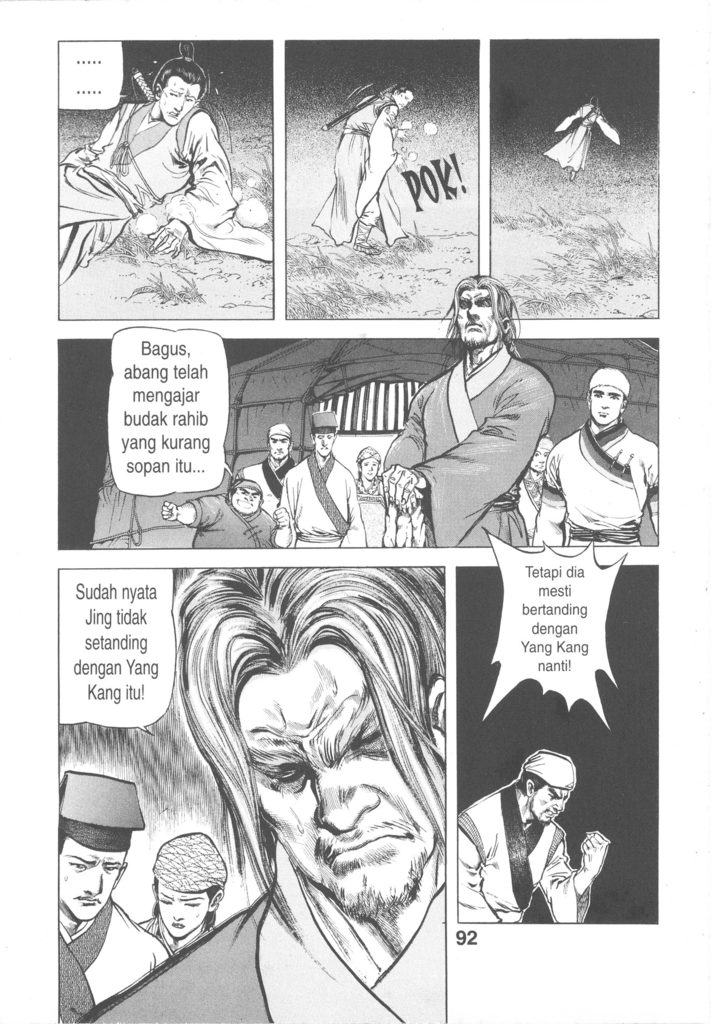 .....
.....
POK!
Bagus,
abang telah
mengajar
budak rahib
yang kurang
sopan itu...
Sudah nyata
Jing tidak
setanding
dengan Yang
Kang itu!
Tetapi dia
mesti
bertanding
dengan
Yang Kang
nanti!
92